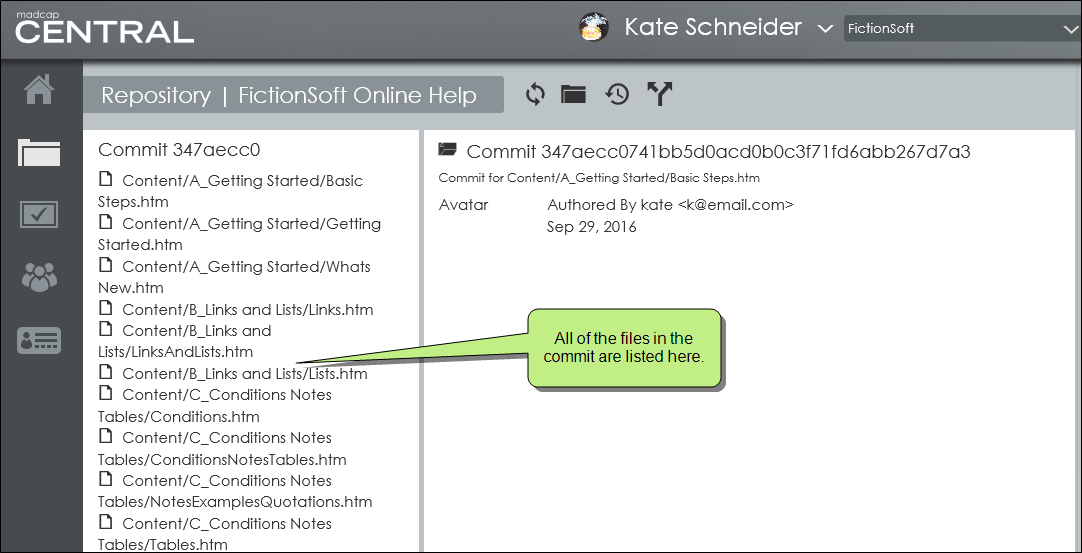 madcap
CENTRAL
Kate Schneider
FictionSoft
Repository | FictionSoft Online Help
Commit 347aecc0
Content/A_Getting Started/Basic
Steps.htm
Content/A_Getting Started/Getting
Started.htm
Content/A_Getting Started/Whats
New.htm
Content/B_Links and Lists/Links.htm
Content/B_Links and
Lists/LinksAndLists.htm
Content/B_Links and Lists/Lists.htm
Content/C_Conditions Notes
Tables/Conditions.htm
Content/C_Conditions Notes
Tables/ConditionsNotesTables.htm
Content/C_Conditions Notes
Tables/NotesExamplesQuotations.htm
Content/C_Conditions Notes
Tables/Tables.htm
Commit 347aecc0741bb5d0acd0b0c3f71fd6abb267d7a3
Commit for Content/A_Getting Started/Basic Steps.htm
Avatar
Authored By kate <k@email.com>
Sep 29, 2016
All of the files in the
commit are listed here.